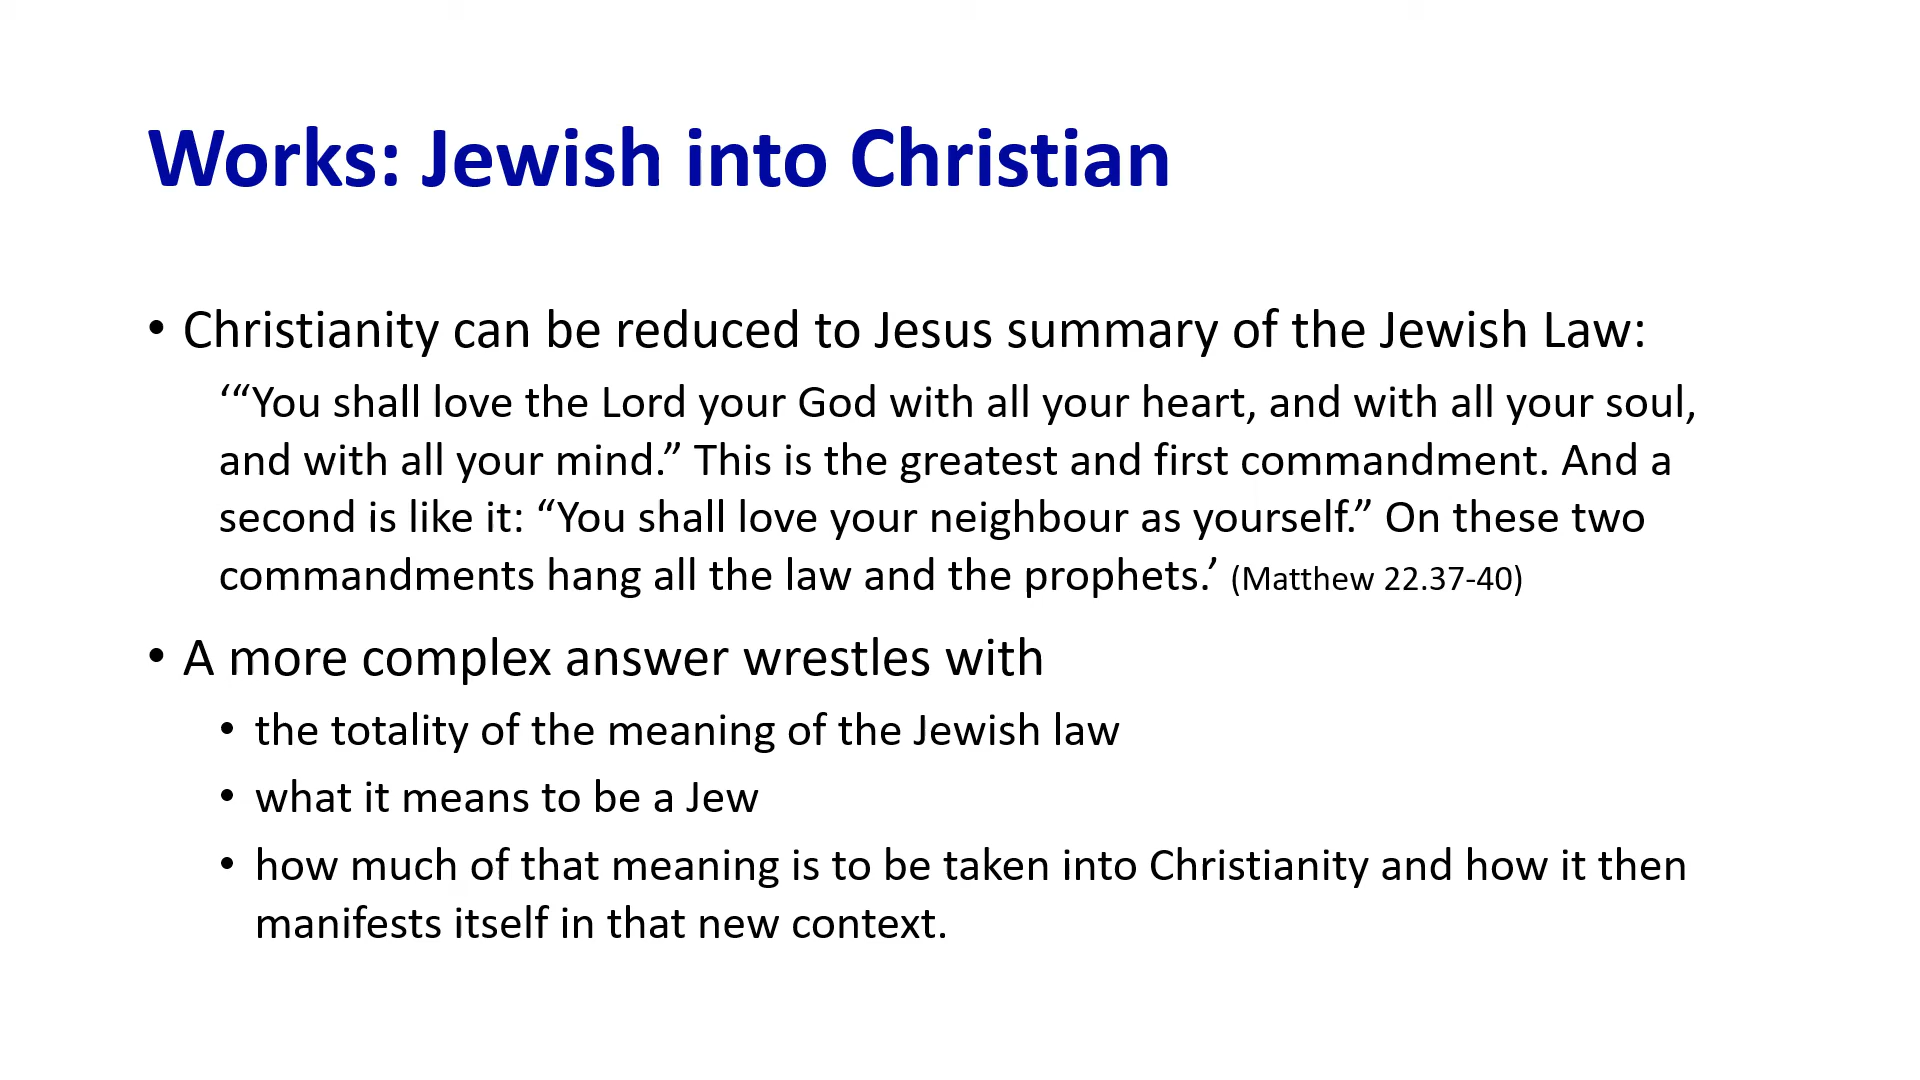 Works: Jewish into Christian
• Christianity can be reduced to Jesus summary of the Jewish Law:
‘“You shall love the Lord your God with all your heart, and with all your soul,
and with all your mind.” This is the greatest and first commandment. And a
second is like it: “You shall love your neighbour as yourself.” On these two
commandments hang all the law and the prophets.’ (Matthew 22.37-40)
• A more complex answer wrestles with
• the totality of the meaning of the Jewish law
• what it means to be a Jew
• how much of that meaning is to be taken into Christianity and how it then
manifests itself in that new context.